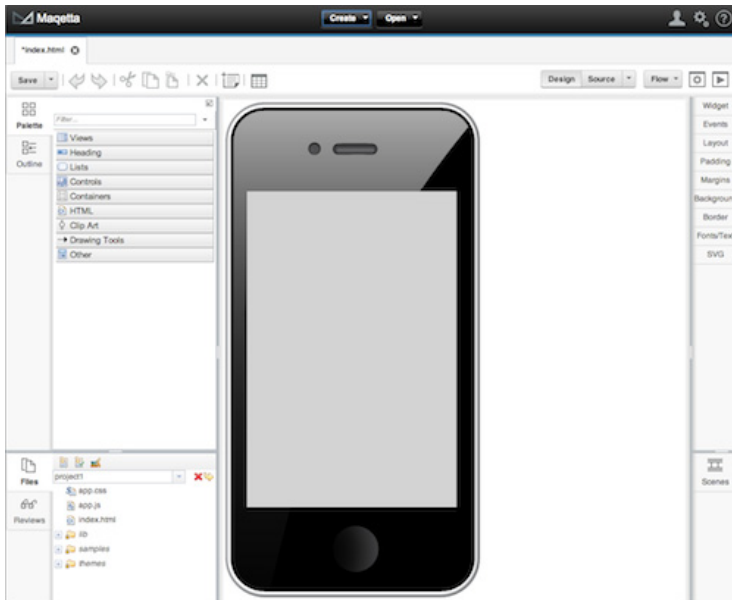 Maqetta
Create Open
*index.html
Save Design Source Flow
Palette
Outline
Filter...
Views
Heading
Lists
Controls
Containers
HTML
Clip Art
Drawing Tools
Other
Widget
Events
Layout
Padding
Margins
Backgroun
Border
Fonts/Tex
SVG
Files
Reviews
project1
app.css
app.js
index.html
lib
samples
themes
Scenes